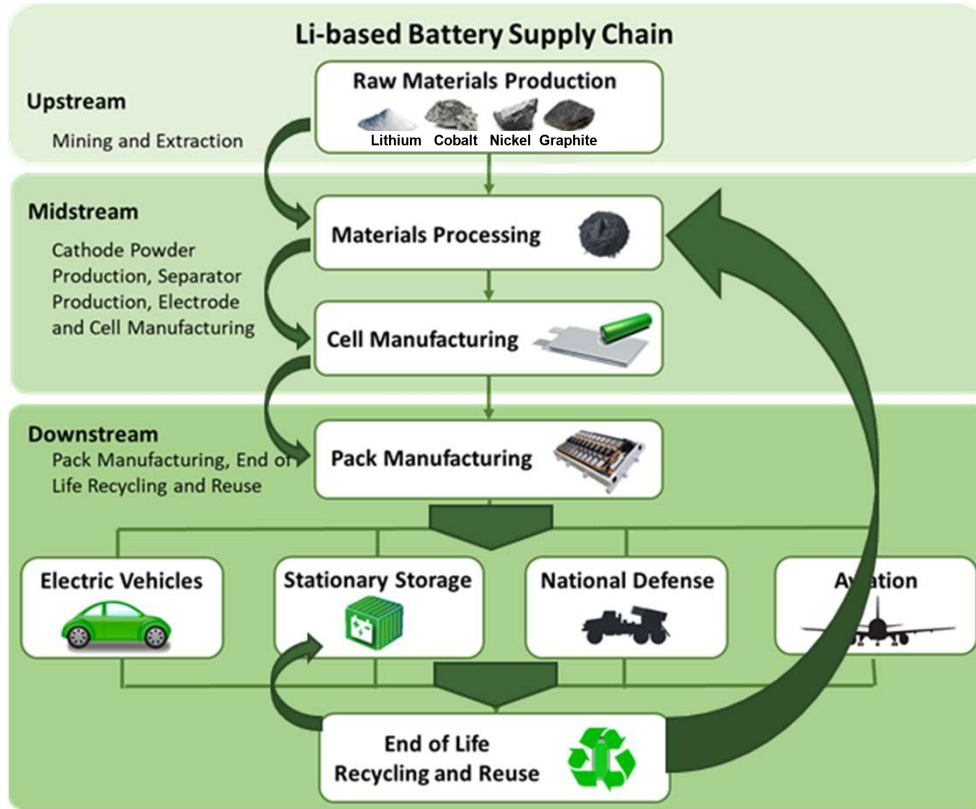 Li-based Battery Supply Chain
Raw Materials Production
Lithium Cobalt Nickel Graphite
Upstream
Mining and Extraction
Midstream
Cathode Powder
Production, Separator
Production, Electrode
and Cell Manufacturing
Materials Processing
Cell Manufacturing
Downstream
Pack Manufacturing, End of
Life Recycling and Reuse
Pack Manufacturing
Electric Vehicles
Stationary Storage
National Defense
Aviation
End of Life
Recycling and Reuse